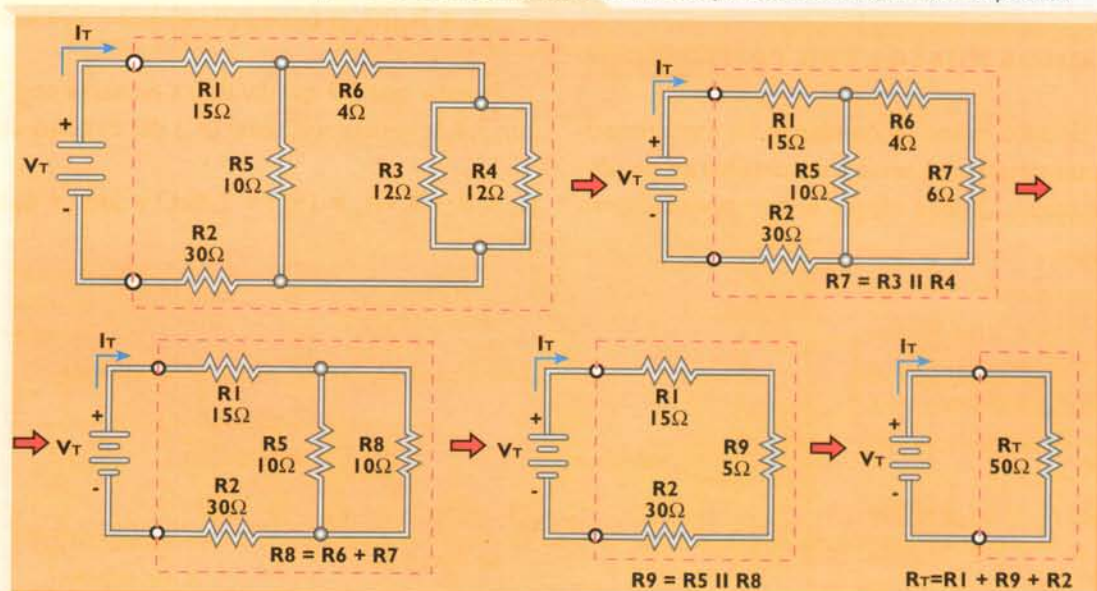 IT
R1
15Ω
R6
4Ω
+
VT
-
R5
10Ω
R3
12Ω
R4
12Ω
R2
30Ω
IT
R1
15Ω
R6
4Ω
+
VT
-
R5
10Ω
R7
6Ω
R2
30Ω
R7 = R3 II R4
IT
R1
15Ω
+
VT
-
R5
10Ω
R8
10Ω
R2
30Ω
R8 = R6 + R7
IT
R1
15Ω
+
VT
-
R9
5Ω
R2
30Ω
R9 = R5 II R8
IT
+
VT
-
RT
50Ω
RT=R1 + R9 + R2